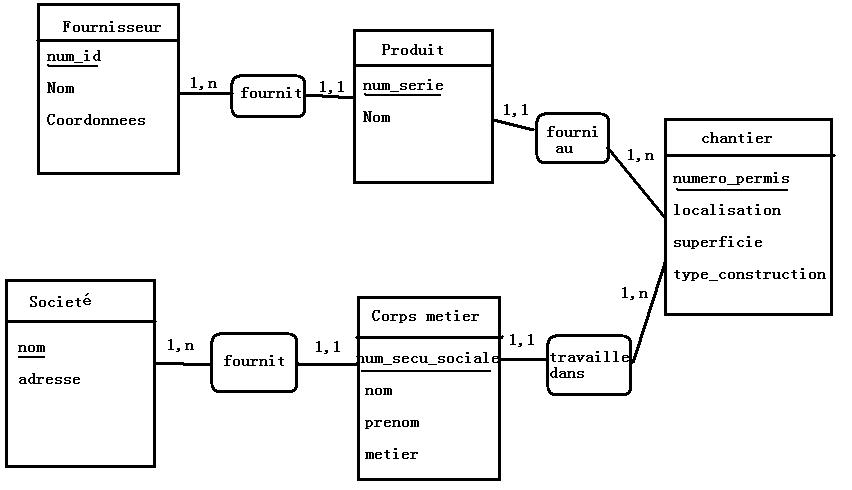 Fournisseur
num_id
Nom
Coordonnees
1,n
fournit
1,1
Produit
num_serie
Nom
1,1
fourni
au
1,n
chantier
numero_permis
localisation
superficie
type_construction
Societé
nom
adresse
1,n
fournit
1,1
Corps metier
num_secu_sociale
nom
prenom
metier
1,1
travaille
dans
1,n